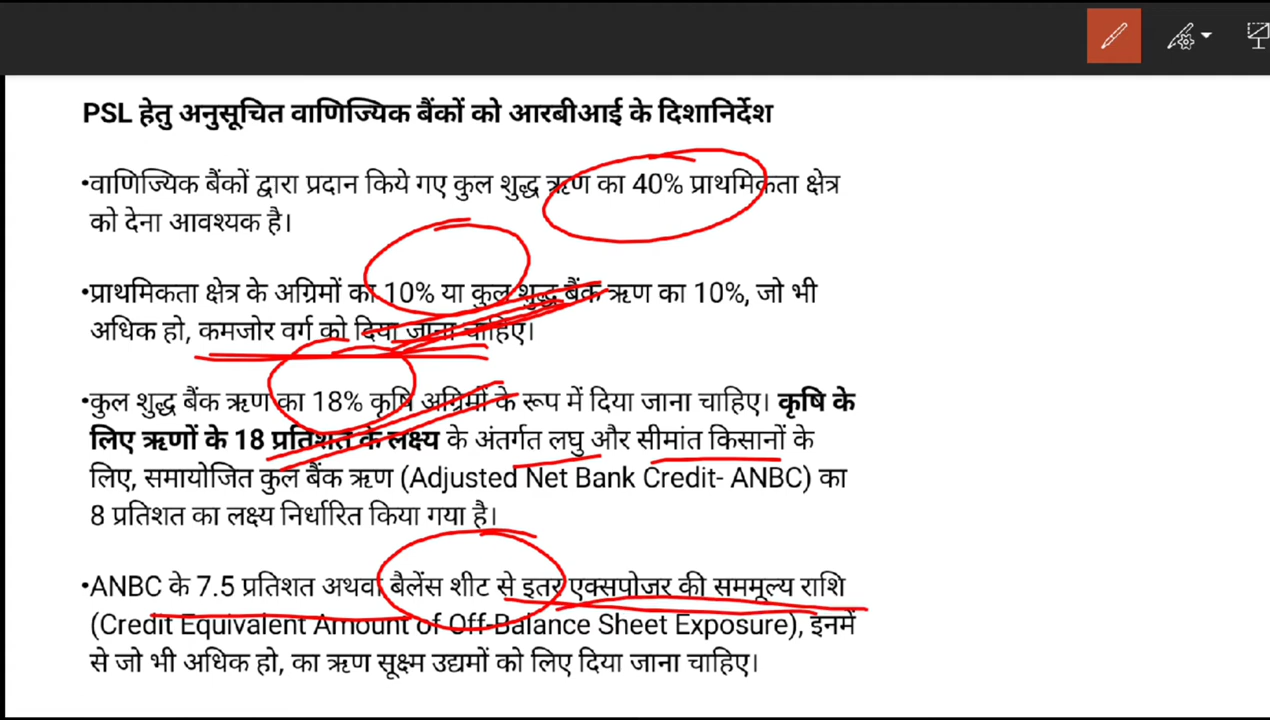 PSL हेतु अनुसूचित वाणिज्यिक बैंकों को आरबीआई के दिशानिर्देश
•वाणिज्यिक बैंकों द्वारा प्रदान किये गए कुल शुद्ध ऋण का 40% प्राथमिकता क्षेत्र
को देना आवश्यक है।
•प्राथमिकता क्षेत्र के अग्रिमों का 10% या कुल शुद्ध बैंक ऋण का 10%, जो भी
अधिक हो, कमजोर वर्ग को दिया जाना चाहिए।
•कुल शुद्ध बैंक ऋण का 18% कृषि अग्रिमों के रूप में दिया जाना चाहिए। कृषि के
लिए ऋणों के 18 प्रतिशत के लक्ष्य के अंतर्गत लघु और सीमांत किसानों के
लिए, समायोजित कुल बैंक ऋण (Adjusted Net Bank Credit- ANBC) का
8 प्रतिशत का लक्ष्य निर्धारित किया गया है।
•ANBC के 7.5 प्रतिशत अथवा बैलेंस शीट से इतर एक्सपोजर की सममूल्य राशि
(Credit Equivalent Amount of Off-Balance Sheet Exposure), इनमें
से जो भी अधिक हो, का ऋण सूक्ष्म उद्यमों को लिए दिया जाना चाहिए।